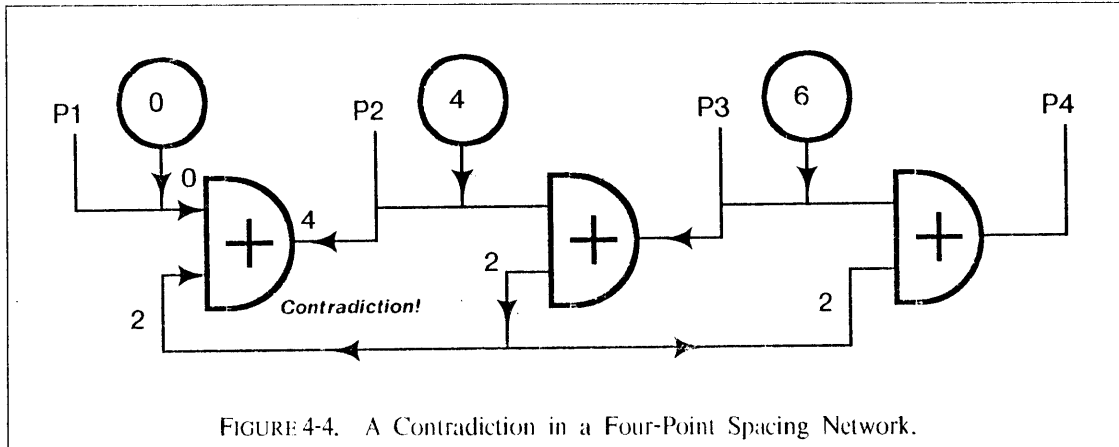 0
4
6
P1
P2
P3
P4
0
+
4
+
+
2
2
2
Contradiction!
FIGURE 4-4. A Contradiction in a Four-Point Spacing Network.